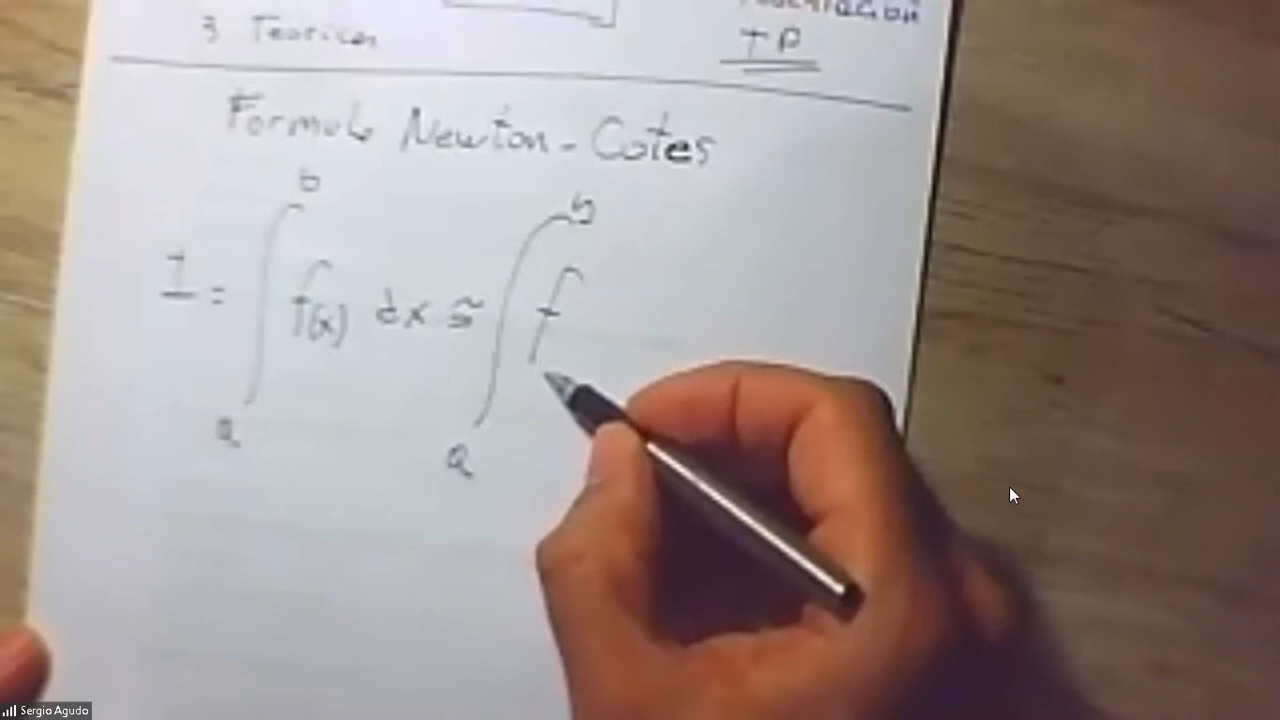 3 Teoricas
TP
Formula Newton-Cotes
I = ∫ₐᵇ f(x) dx ≈ ∫ₐᵇ f
Sergio Agudo